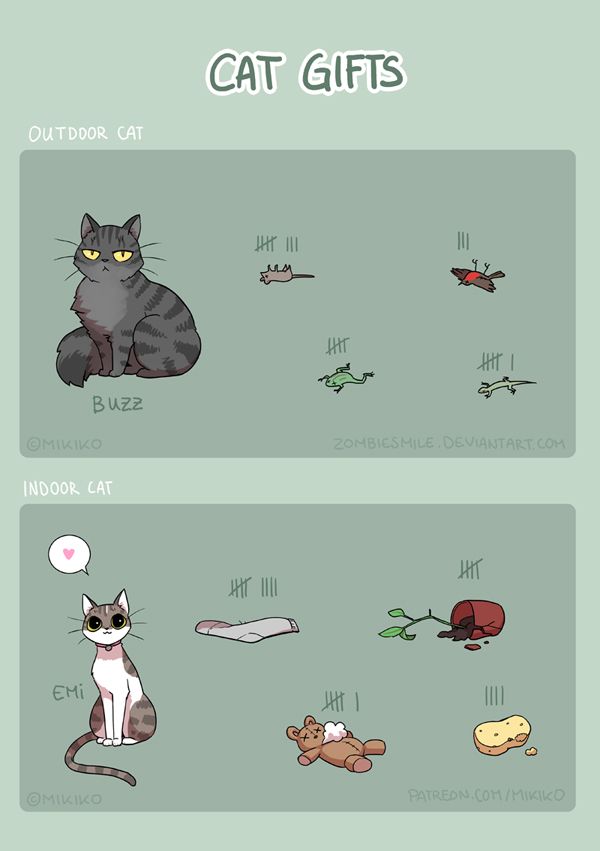 CAT GIFTS
OUTDOOR CAT
BUZZ
©MIKIKO
ZOMBIESMILE.DEVIANTART.COM
INDOOR CAT
EMi
©MIKIKO
PATREON.COM/MIKIKO